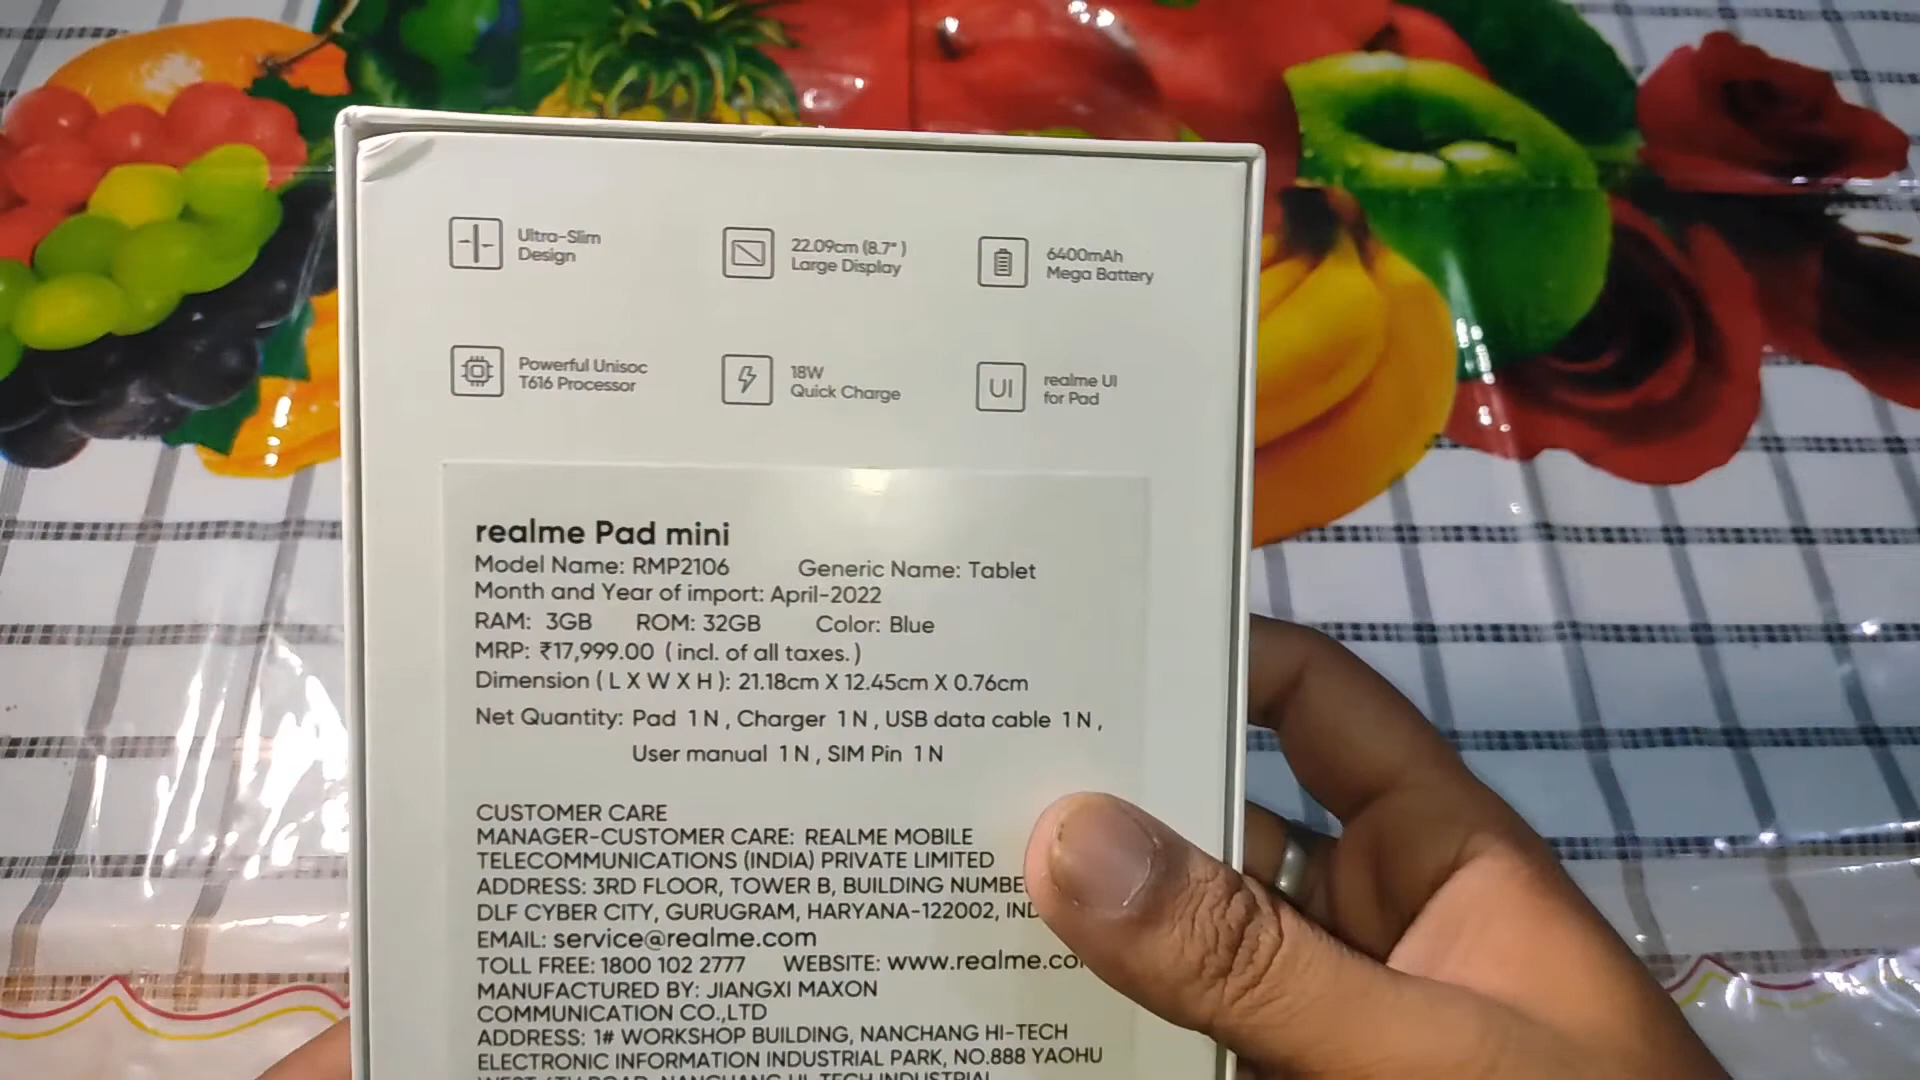 Ultra-Slim
Design
22.09cm (8.7")
Large Display
6400mAh
Mega Battery
Powerful Unisoc
T616 Processor
18W
Quick Charge
UI
realme UI
for Pad
realme Pad mini
Model Name: RMP2106 Generic Name: Tablet
Month and Year of import: April-2022
RAM: 3GB ROM: 32GB Color: Blue
MRP: ₹17,999.00 (incl. of all taxes.)
Dimension ( L X W X H ): 21.18cm X 12.45cm X 0.76cm
Net Quantity: Pad 1 N , Charger 1 N , USB data cable 1 N ,
User manual 1 N , SIM Pin 1 N
CUSTOMER CARE
MANAGER-CUSTOMER CARE: REALME MOBILE
TELECOMMUNICATIONS (INDIA) PRIVATE LIMITED
ADDRESS: 3RD FLOOR, TOWER B, BUILDING
DLF CYBER CITY, GURUGRAM, HARYANA-122002,
EMAIL: service@realme.com
TOLL FREE: 1800 102 2777 WEBSITE:
MANUFACTURED BY: JIANGXI MAXON
COMMUNICATION CO.,LTD
ADDRESS: 1# WORKSHOP BUILDING, NANCHANG HI-TECH
ELECTRONIC INFORMATION INDUSTRIAL PARK, NO.888 YAOHU